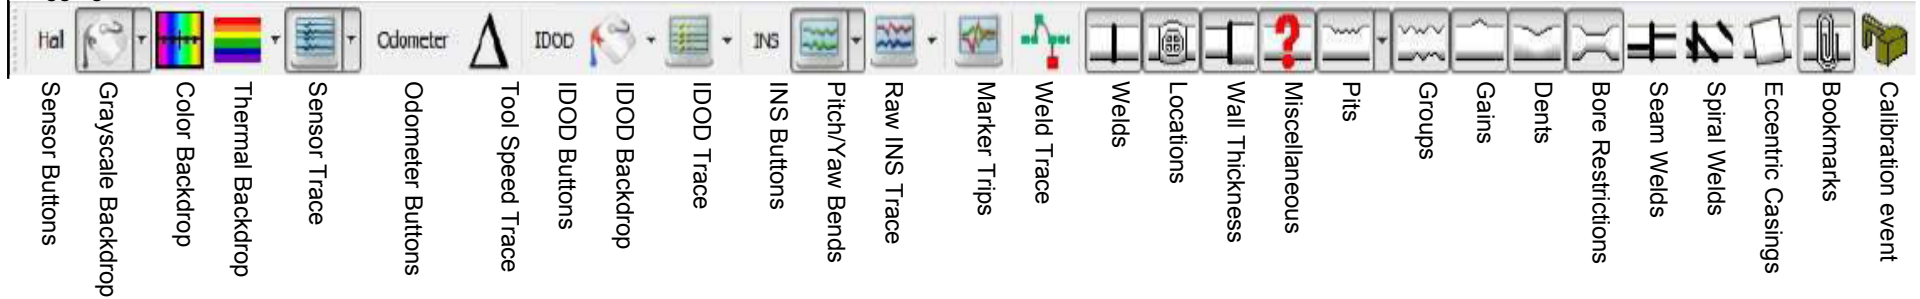 Hall
Odometer
IDOD
INS
Sensor Buttons
Grayscale Backdrop
Color Backdrop
Thermal Backdrop
Sensor Trace
Odometer Buttons
Tool Speed Trace
IDOD Buttons
IDOD Backdrop
IDOD Trace
INS Buttons
Pitch/Yaw Bends
Raw INS Trace
Marker Trips
Weld Trace
Welds
Locations
Wall Thickness
Miscellaneous
Pits
Groups
Gains
Dents
Bore Restrictions
Seam Welds
Spiral Welds
Eccentric Casings
Bookmarks
Calibration event